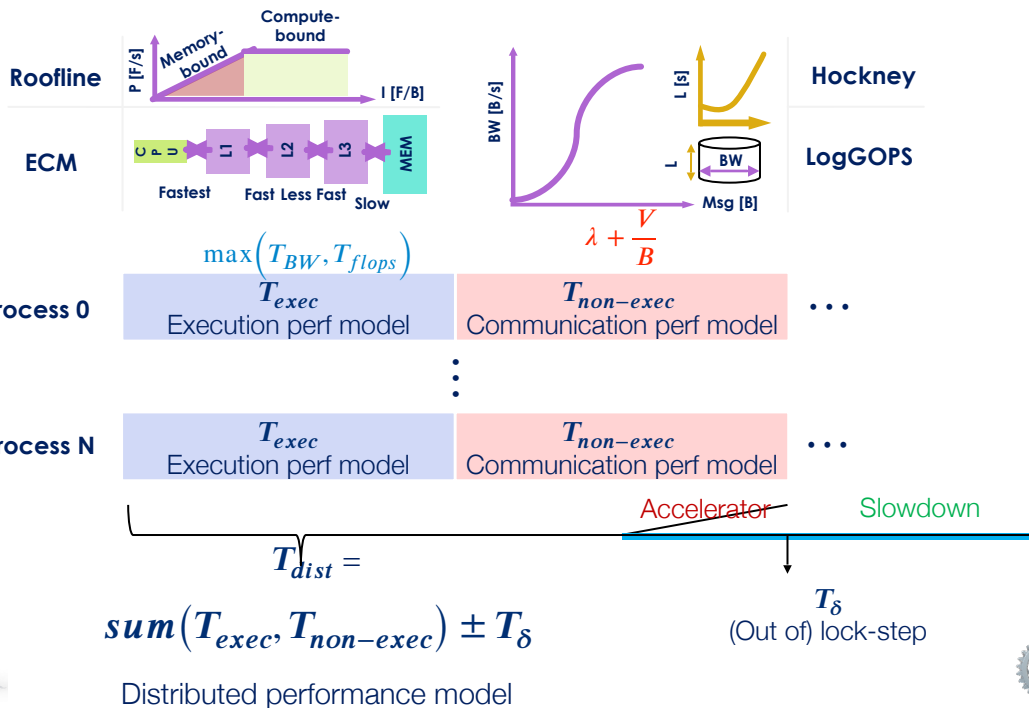 Roofline
P [F/s]
Memory-
bound
Compute-
bound
I [F/B]
ECM
C P U
L1
L2
L3
MEM
Fastest
Fast
Less Fast
Slow
BW [B/s]
Msg [B]
L [s]
L
BW
Hockney
LogGOPS
max(T_BW, T_flops)
λ + V/B
rocess 0
T_exec
Execution perf model
T_non-exec
Communication perf model
...
⋮
rocess N
T_exec
Execution perf model
T_non-exec
Communication perf model
...
Accelerator
Slowdown
T_dist =
sum(T_exec, T_non-exec) ± T_δ
Distributed performance model
T_δ
(Out of) lock-step